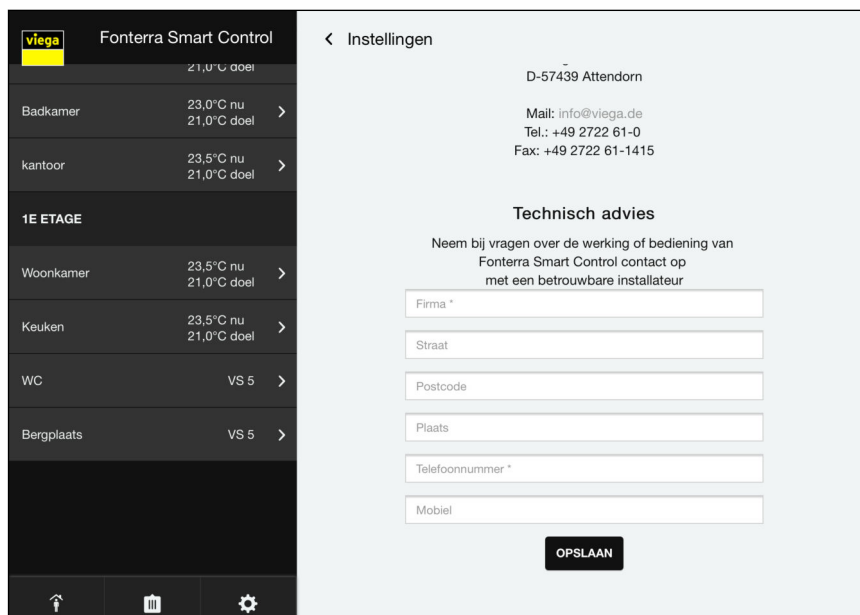 viega
Fonterra Smart Control
21,0°C doel
Badkamer
23,0°C nu
21,0°C doel
kantoor
23,5°C nu
21,0°C doel
1E ETAGE
Woonkamer
23,5°C nu
21,0°C doel
Keuken
23,5°C nu
21,0°C doel
WC
VS 5
Bergplaats
VS 5
Instellingen
D-57439 Attendorn
Mail: info@viega.de
Tel.: +49 2722 61-0
Fax: +49 2722 61-1415
Technisch advies
Neem bij vragen over de werking of bediening van
Fonterra Smart Control contact op
met een betrouwbare installateur
Firma *
Straat
Postcode
Plaats
Telefoonnummer *
Mobiel
OPSLAAN